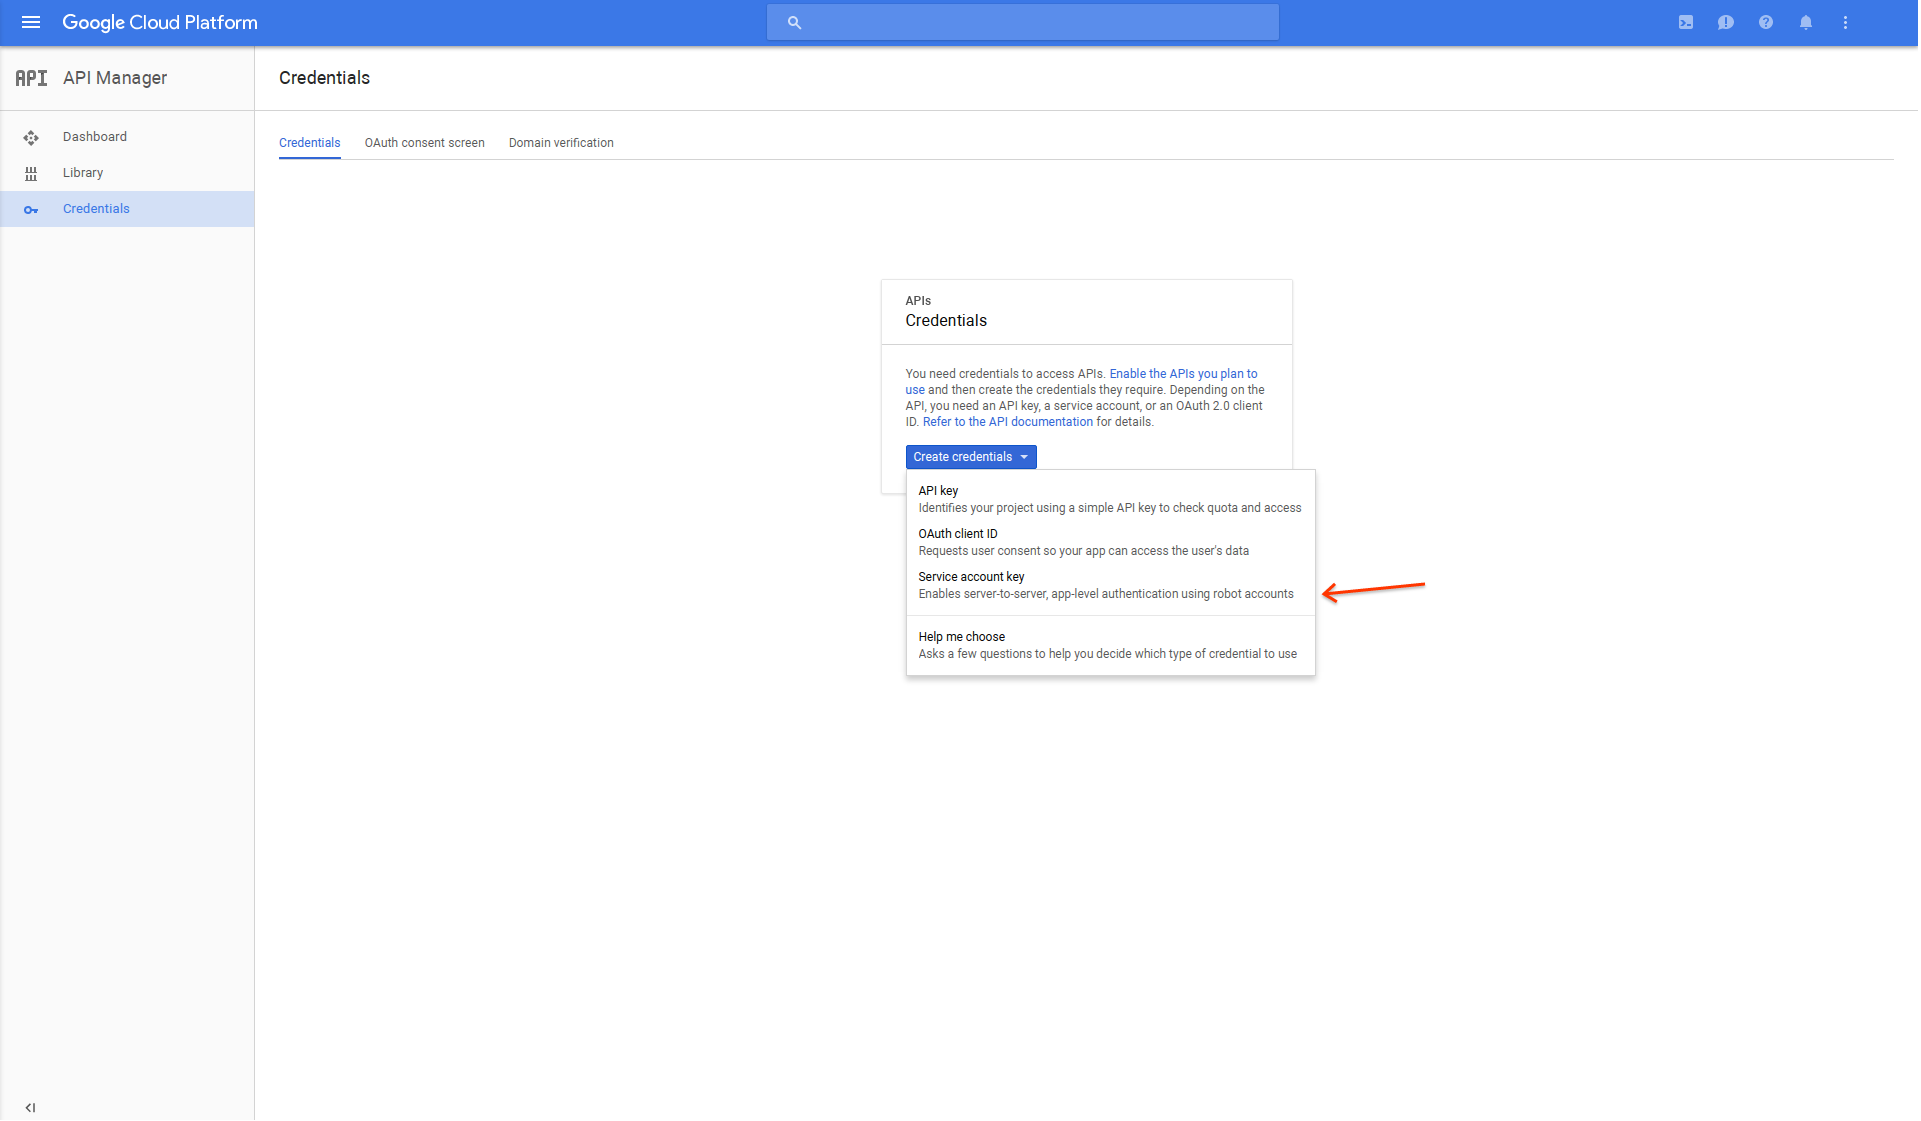 Google Cloud Platform
API API Manager
Credentials
Dashboard
Library
Credentials
Credentials OAuth consent screen Domain verification
APIs
Credentials
You need credentials to access APIs. Enable the APIs you plan to
use and then create the credentials they require. Depending on the
API, you need an API key, a service account, or an OAuth 2.0 client
ID. Refer to the API documentation for details.
Create credentials
API key
Identifies your project using a simple API key to check quota and access
OAuth client ID
Requests user consent so your app can access the user's data
Service account key
Enables server-to-server, app-level authentication using robot accounts
Help me choose
Asks a few questions to help you decide which type of credential to use